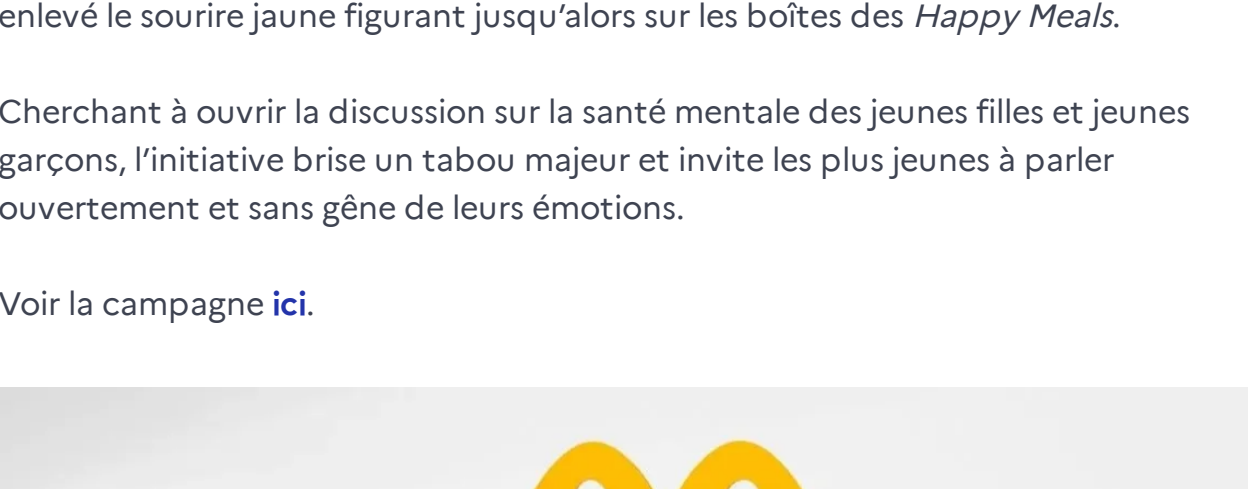 enlevé le sourire jaune figurant jusqu’alors sur les boîtes des Happy Meals.
Cherchant à ouvrir la discussion sur la santé mentale des jeunes filles et jeunes
garçons, l’initiative brise un tabou majeur et invite les plus jeunes à parler
ouvertement et sans gêne de leurs émotions.
Voir la campagne ici.